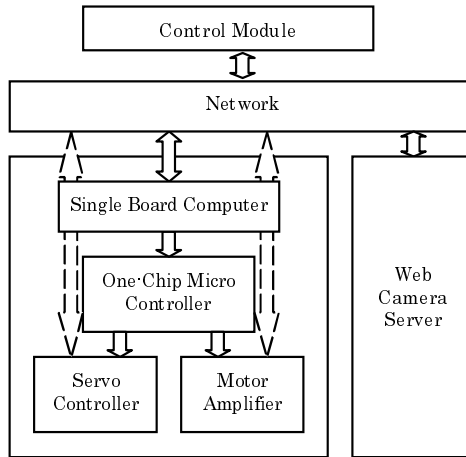 Control Module
Network
Single Board Computer
One-Chip Micro
Controller
Web
Camera
Server
Servo
Controller
Motor
Amplifier